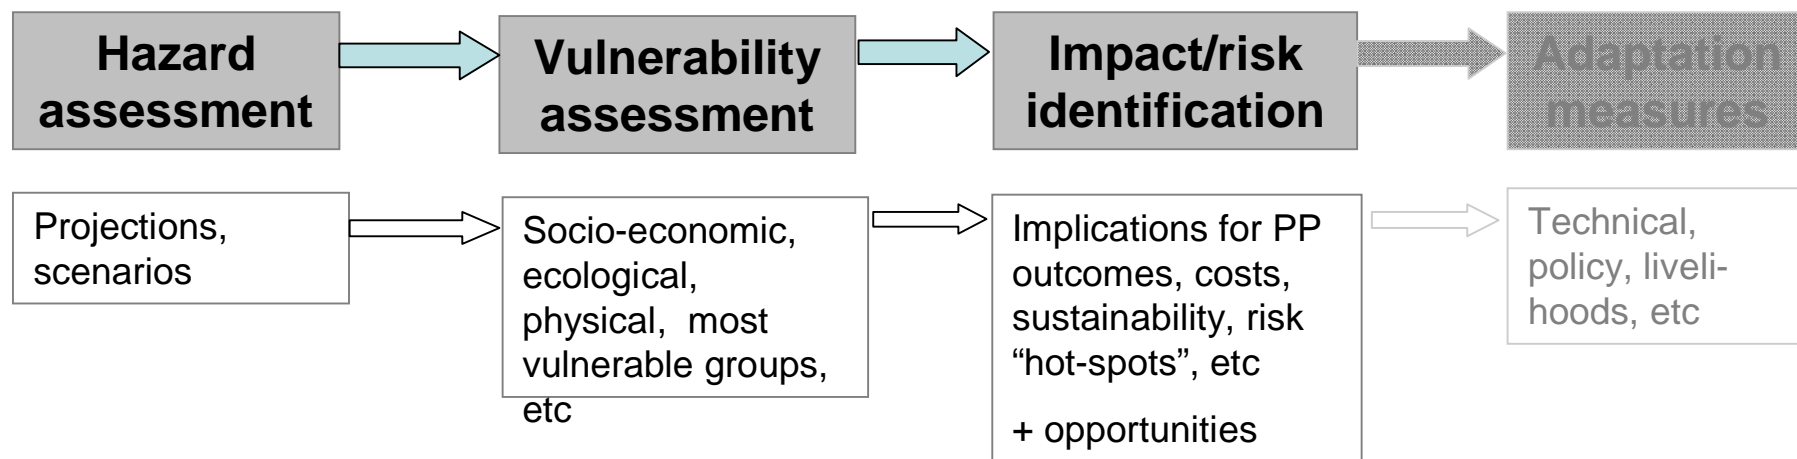 Hazard
assessment
Vulnerability
assessment
Impact/risk
identification
Adaptation
measures
Projections,
scenarios
Socio-economic,
ecological,
physical,  most
vulnerable groups,
etc
Implications for PP
outcomes, costs,
sustainability, risk
“hot-spots”, etc
+ opportunities
Technical,
policy, liveli-
hoods, etc